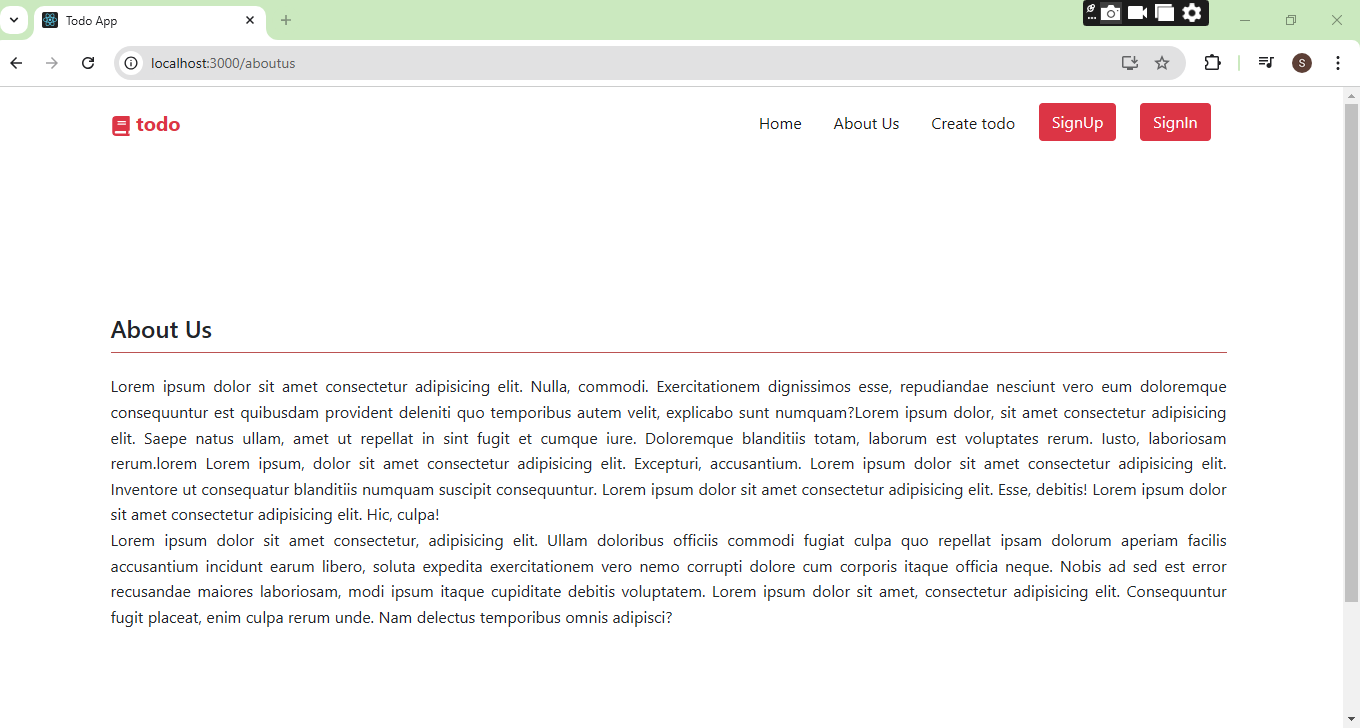 Todo App
localhost:3000/aboutus
S
todo
Home About Us Create todo SignUp SignIn
About Us
Lorem ipsum dolor sit amet consectetur adipisicing elit. Nulla, commodi. Exercitationem dignissimos esse, repudiandae nesciunt vero eum doloremque
consequuntur est quibusdam provident deleniti quo temporibus autem velit, explicabo sunt numquam?Lorem ipsum dolor, sit amet consectetur adipisicing
elit. Saepe natus ullam, amet ut repellat in sint fugit et cumque iure. Doloremque blanditiis totam, laborum est voluptates rerum. Iusto, laboriosam
rerum.lorem Lorem ipsum, dolor sit amet consectetur adipisicing elit. Excepturi, accusantium. Lorem ipsum dolor sit amet consectetur adipisicing elit.
Inventore ut consequatur blanditiis numquam suscipit consequuntur. Lorem ipsum dolor sit amet consectetur adipisicing elit. Esse, debitis! Lorem ipsum dolor
sit amet consectetur adipisicing elit. Hic, culpa!
Lorem ipsum dolor sit amet consectetur, adipisicing elit. Ullam doloribus officiis commodi fugiat culpa quo repellat ipsam dolorum aperiam facilis
accusantium incidunt earum libero, soluta expedita exercitationem vero nemo corrupti dolore cum corporis itaque officia neque. Nobis ad sed est error
recusandae maiores laboriosam, modi ipsum itaque cupiditate debitis voluptatem. Lorem ipsum dolor sit amet, consectetur adipisicing elit. Consequuntur
fugit placeat, enim culpa rerum unde. Nam delectus temporibus omnis adipisci?